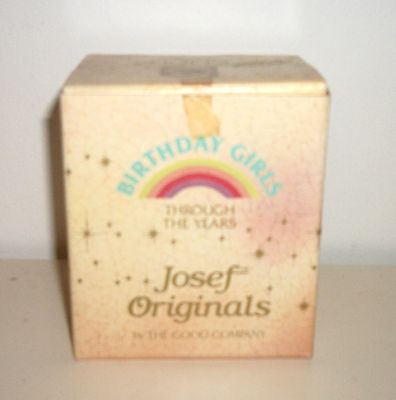 BIRTHDAY GIRLS
THROUGH
THE YEARS
Josef
Originals
by THE GOOD COMPANY